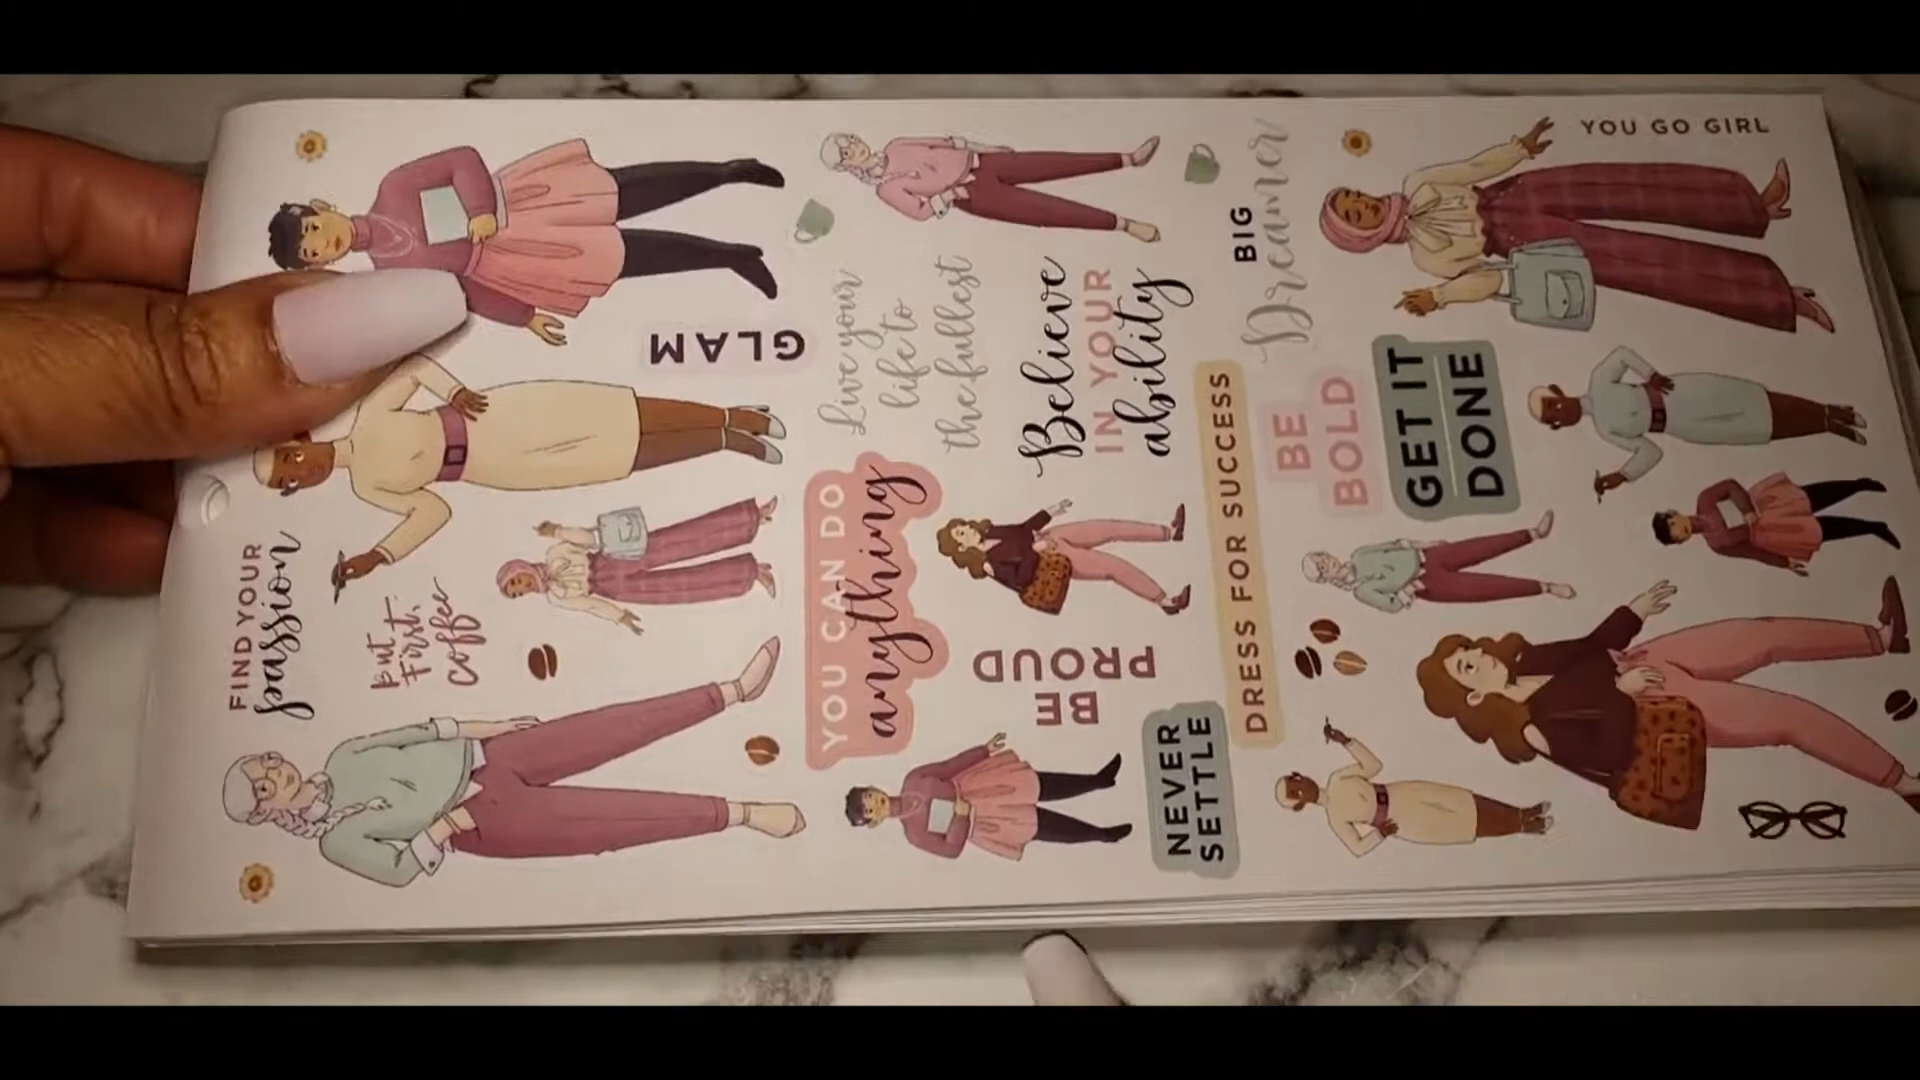 YOU GO GIRL
BIG
Dreamer
GLAM
Live your
life to
the fullest
Believe
IN YOUR
ability
BE
BOLD
GET IT
DONE
DRESS FOR SUCCESS
YOU CAN DO
anything
FIND YOUR
passion
But
First,
Coffee
BE
PROUD
NEVER
SETTLE